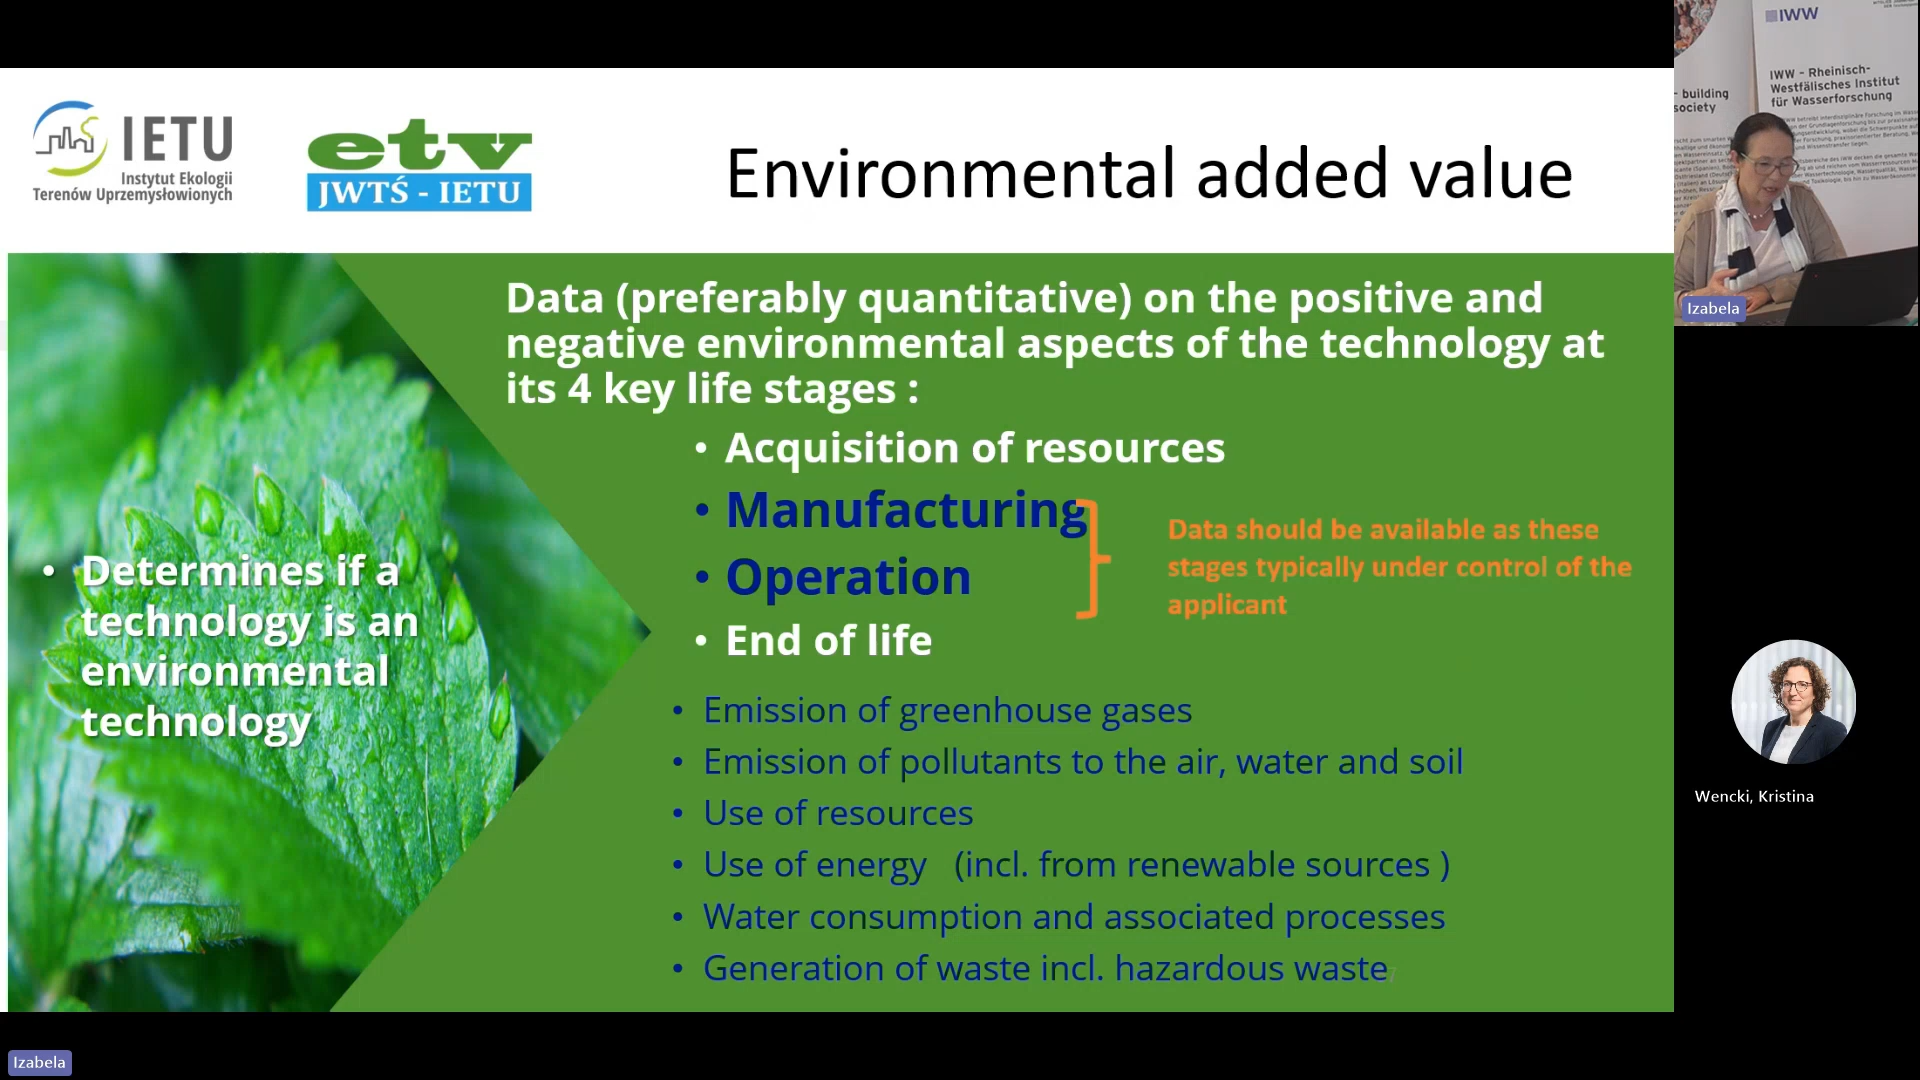 IETU
Instytut Ekologii
Terenów Uprzemysłowionych
etv
JWTŚ - IETU
Environmental added value
Data (preferably quantitative) on the positive and
negative environmental aspects of the technology at
its 4 key life stages :
• Acquisition of resources
• Manufacturing
• Operation
• End of life
Data should be available as these
stages typically under control of the
applicant
• Determines if a
technology is an
environmental
technology
• Emission of greenhouse gases
• Emission of pollutants to the air, water and soil
• Use of resources
• Use of energy (incl. from renewable sources )
• Water consumption and associated processes
• Generation of waste incl. hazardous waste
7
IWW
IWW - Rheinisch-
Westfälisches Institut
für Wasserforschung
building
society
Izabela
Wencki, Kristina
Izabela